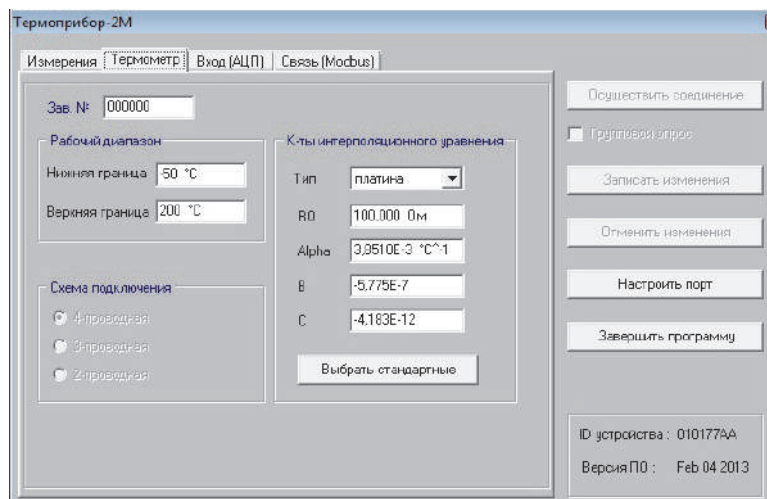 Термоприбор-2М
Измерения
Термометр
Вход (АЦП)
Связь (Modbus)
Зав. №
000000
Рабочий диапазон
Нижняя граница
-50 °C
Верхняя граница
200 °C
Схема подключения
4-проводная
3-проводная
2-проводная
К-ты интерполяционного уравнения
Тип
платина
R0
100.000 Ом
Alpha
3,9510E-3 °C^-1
B
-5,775E-7
C
-4,183E-12
Выбрать стандартные
Осуществить соединение
Групповой опрос
Записать изменения
Отменить изменения
Настроить порт
Завершить программу
ID устройства : 010177AA
Версия ПО : Feb 04 2013